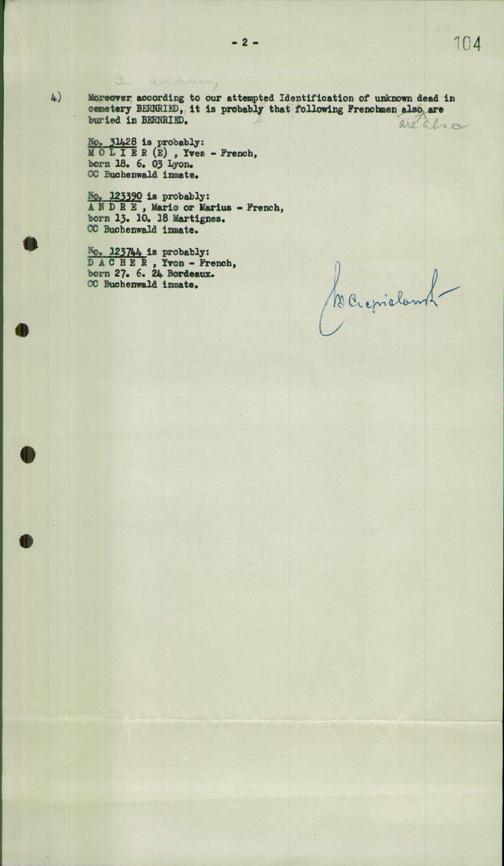 - 2 -
104
In addition,
4) Moreover according to our attempted Identification of unknown dead in
cemetery BERNRIED, it is probably that following Frenchmen also are
buried in BERNRIED.
are also
No. 31428 is probably:
M O L I E R (E) , Yves - French,
born 18. 6. 03 Lyon.
CC Buchenwald inmate.
No. 123390 is probably:
A N D R E , Mario or Marius - French,
born 13. 10. 18 Martignes.
CC Buchenwald inmate.
No. 123744 is probably:
D A C H E R , Yvon - French,
born 27. 6. 24 Bordeaux.
CC Buchenwald inmate.